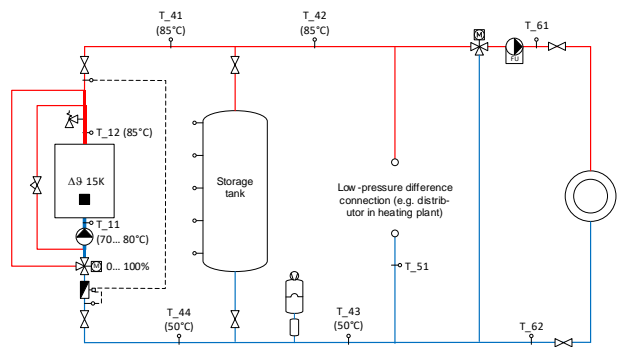 T_41
(85°C)
T_42
(85°C)
M
T_61
FU
T_12 (85°C)
Δϑ 15K
Storage
tank
Low-pressure difference
connection (e.g. distrib-
utor in heating plant)
T_11
(70... 80°C)
M
0... 100%
T_51
T_44
(50°C)
T_43
(50°C)
T_62